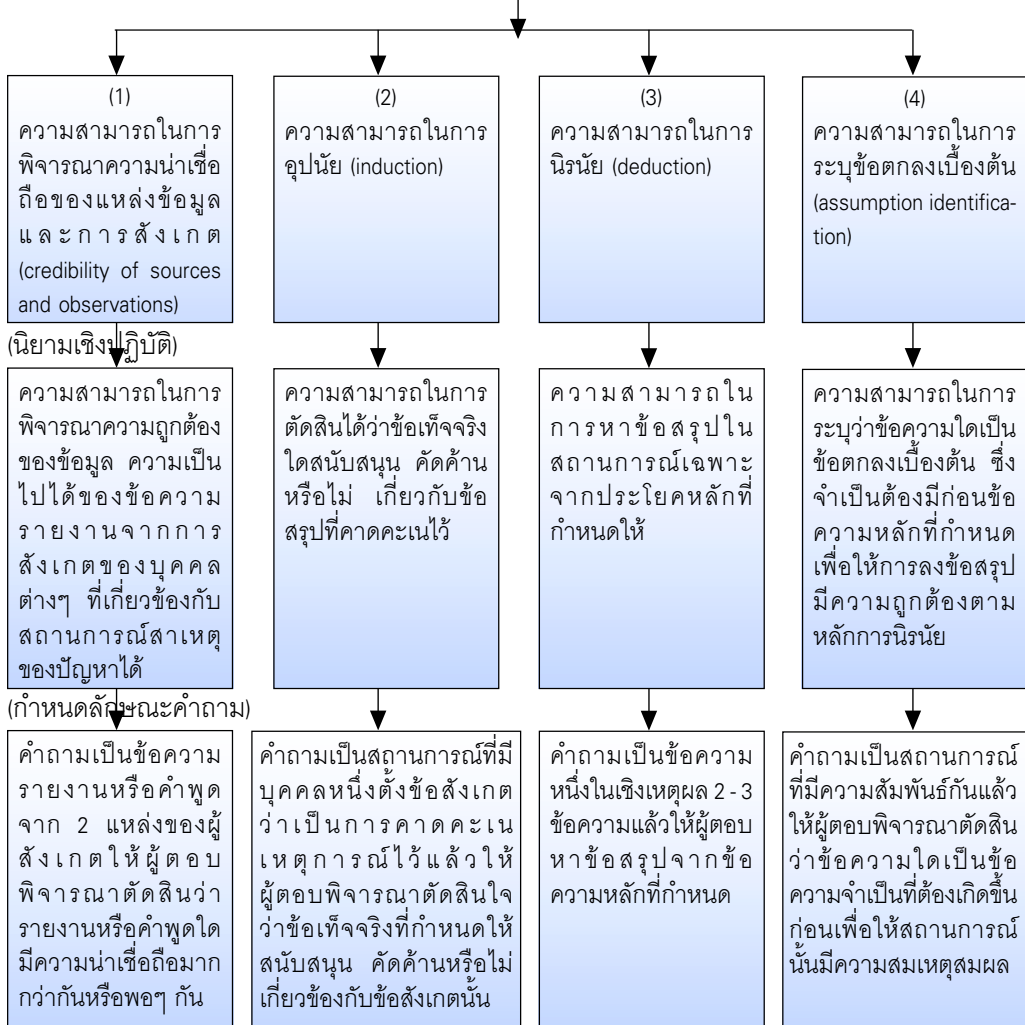 (1)
ความสามารถในการ
พิจารณาความน่าเชื่อ
ถือของแหล่งข้อมูล
และการสังเกต
(credibility of sources
and observations)
(2)
ความสามารถในการ
อุปนัย (induction)
(3)
ความสามารถในการ
นิรนัย (deduction)
(4)
ความสามารถในการ
ระบุข้อตกลงเบื้องต้น
(assumption identifica-
tion)
(นิยามเชิงปฏิบัติ)
ความสามารถในการ
พิจารณาความถูกต้อง
ของข้อมูล ความเป็น
ไปได้ของข้อความ
รายงานจากการ
สังเกตของบุคคล
ต่างๆ ที่เกี่ยวข้องกับ
สถานการณ์สาเหตุ
ของปัญหาได้
ความสามารถในการ
ตัดสินได้ว่าข้อเท็จจริง
ใดสนับสนุน คัดค้าน
หรือไม่ เกี่ยวกับข้อ
สรุปที่คาดคะเนไว้
ความสามารถใน
การหาข้อสรุปใน
สถานการณ์เฉพาะ
จากประโยคหลักที่
กำหนดให้
ความสามารถในการ
ระบุว่าข้อความใดเป็น
ข้อตกลงเบื้องต้น ซึ่ง
จำเป็นต้องมีก่อนข้อ
ความหลักที่กำหนด
เพื่อให้การลงข้อสรุป
มีความถูกต้องตาม
หลักการนิรนัย
(กำหนดลักษณะคำถาม)
คำถามเป็นข้อความ
รายงานหรือคำพูด
จาก 2 แหล่งของผู้
สังเกตให้ผู้ตอบ
พิจารณาตัดสินว่า
รายงานหรือคำพูดใด
มีความน่าเชื่อถือมาก
กว่ากันหรือพอๆ กัน
คำถามเป็นสถานการณ์ที่มี
บุคคลหนึ่งตั้งข้อสังเกต
ว่าเป็นการคาดคะเน
เหตุการณ์ไว้แล้วให้
ผู้ตอบพิจารณาตัดสินใจ
ว่าข้อเท็จจริงที่กำหนดให้
สนับสนุน คัดค้านหรือไม่
เกี่ยวข้องกับข้อสังเกตนั้น
คำถามเป็นข้อความ
หนึ่งในเชิงเหตุผล 2 - 3
ข้อความแล้วให้ผู้ตอบ
หาข้อสรุปจากข้อ
ความหลักที่กำหนด
คำถามเป็นสถานการณ์
ที่มีความสัมพันธ์กันแล้ว
ให้ผู้ตอบพิจารณาตัดสิน
ว่าข้อความใดเป็นข้อ
ความจำเป็นที่ต้องเกิดขึ้น
ก่อนเพื่อให้สถานการณ์
นั้นมีความสมเหตุสมผล